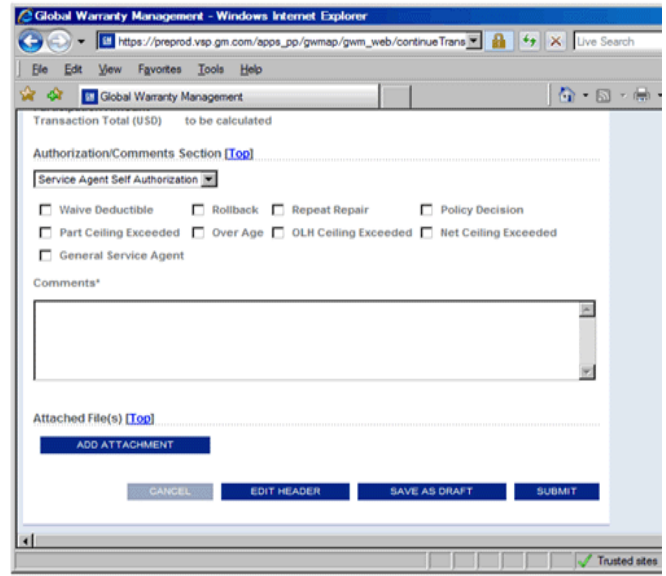 Global Warranty Management - Windows Internet Explorer
https://preprod.vsp.gm.com/apps_pp/gwmap/gwm_web/continueTrans Live Search
File Edit View Favorites Tools Help
GM Global Warranty Management
Transaction Total (USD) to be calculated
Authorization/Comments Section [Top]
Service Agent Self Authorization
Waive Deductible Rollback Repeat Repair Policy Decision
Part Ceiling Exceeded Over Age OLH Ceiling Exceeded Net Ceiling Exceeded
General Service Agent
Comments*
Attached File(s) [Top]
ADD ATTACHMENT
CANCEL EDIT HEADER SAVE AS DRAFT SUBMIT
Trusted sites